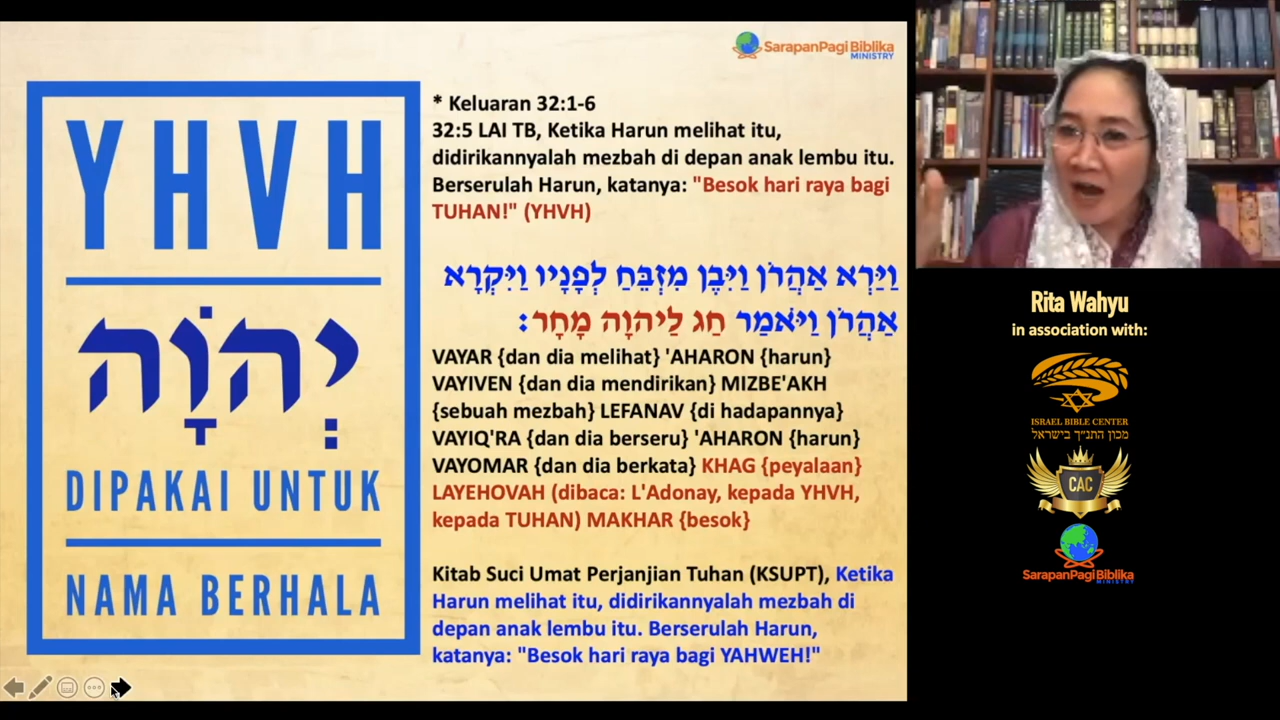 SarapanPagi Biblika
MINISTRY
YHVH
יְהֹוָה
DIPAKAI UNTUK
NAMA BERHALA
* Keluaran 32:1-6
32:5 LAI TB, Ketika Harun melihat itu,
didirikannyalah mezbah di depan anak lembu itu.
Berserulah Harun, katanya: "Besok hari raya bagi
TUHAN!" (YHVH)
וַיַּרְא אַהֲרֹן וַיִּבֶן מִזְבֵּחַ לְפָנָיו וַיִּקְרָא
אַהֲרֹן וַיֹּאמַר חַג לַיהוָה מָחָר׃
VAYAR {dan dia melihat} 'AHARON {harun}
VAYIVEN {dan dia mendirikan} MIZBE'AKH
{sebuah mezbah} LEFANAV {di hadapannya}
VAYIQ'RA {dan dia berseru} 'AHARON {harun}
VAYOMAR {dan dia berkata} KHAG {peyalaan}
LAYEHOVAH (dibaca: L'Adonay, kepada YHVH,
kepada TUHAN) MAKHAR {besok}
Kitab Suci Umat Perjanjian Tuhan (KSUPT), Ketika
Harun melihat itu, didirikannyalah mezbah di
depan anak lembu itu. Berserulah Harun,
katanya: "Besok hari raya bagi YAHWEH!"
Rita Wahyu
in association with:
ISRAEL BIBLE CENTER
מכון התנ״ך בישראל
CAC
SarapanPagi Biblika
MINISTRY